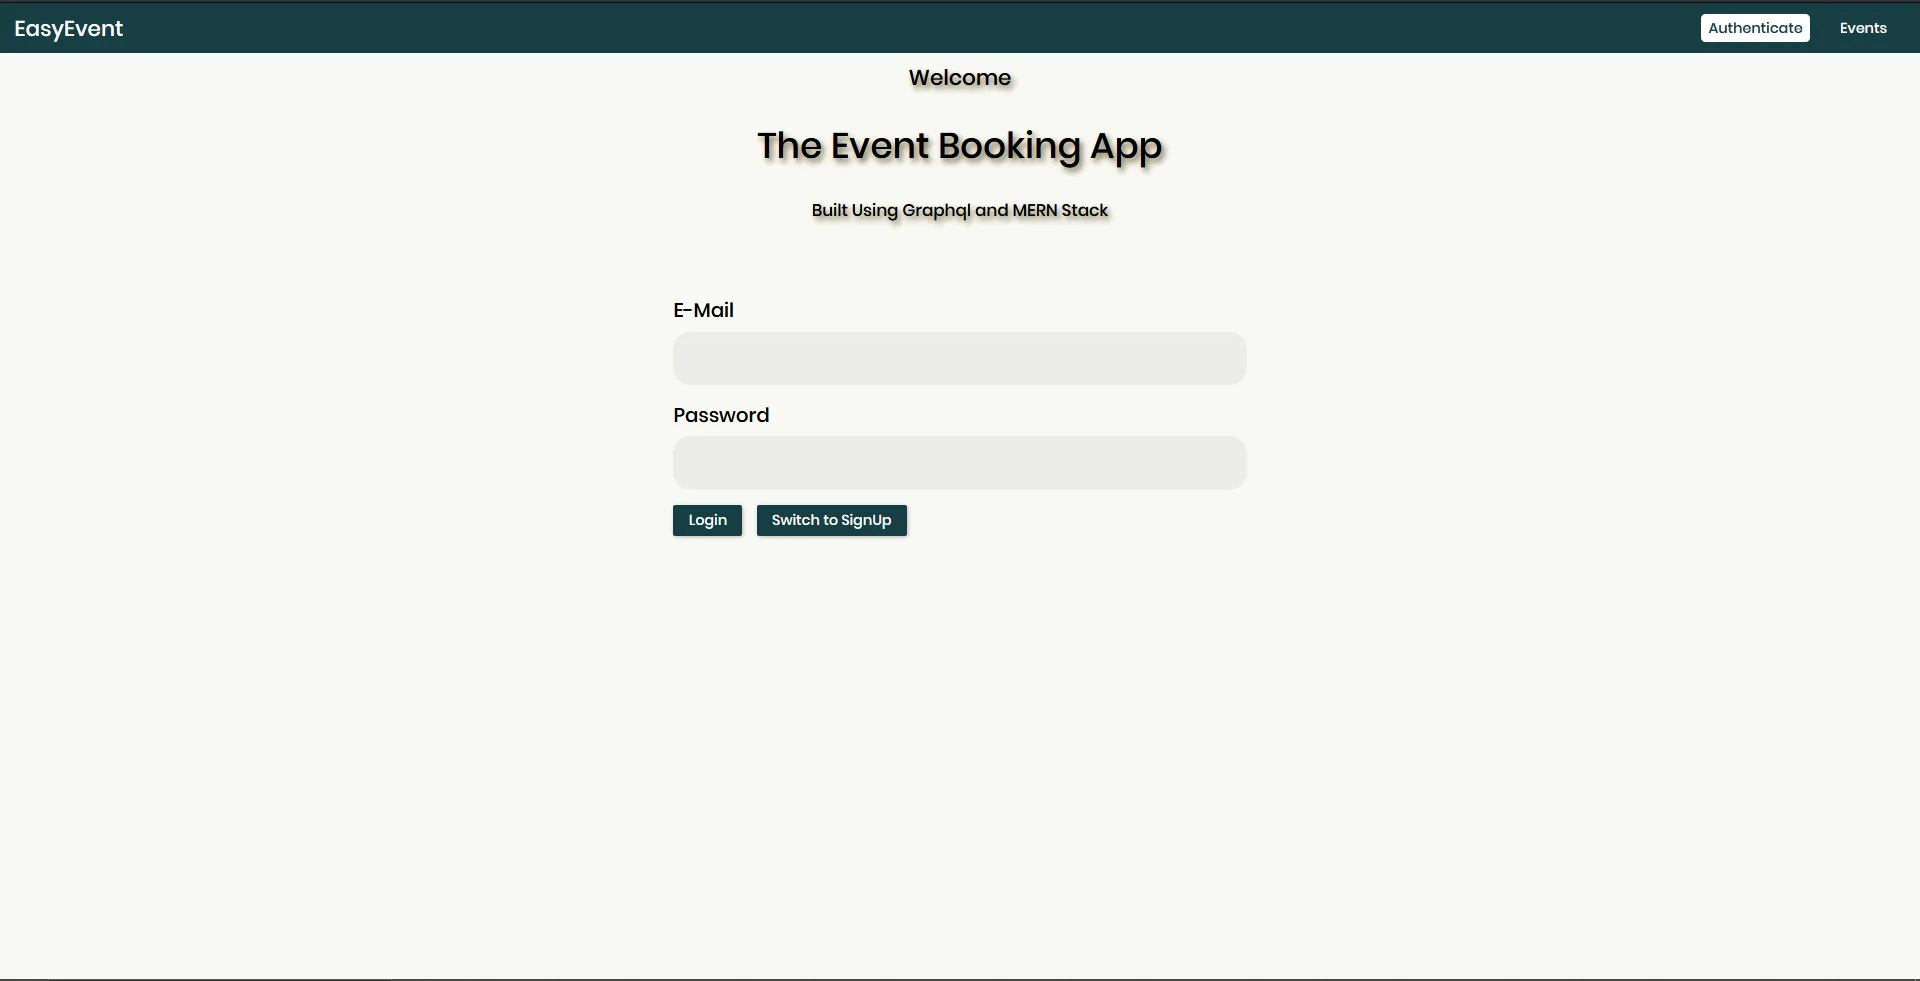 EasyEvent
Authenticate
Events
Welcome
The Event Booking App
Built Using Graphql and MERN Stack
E-Mail
Password
Login
Switch to SignUp